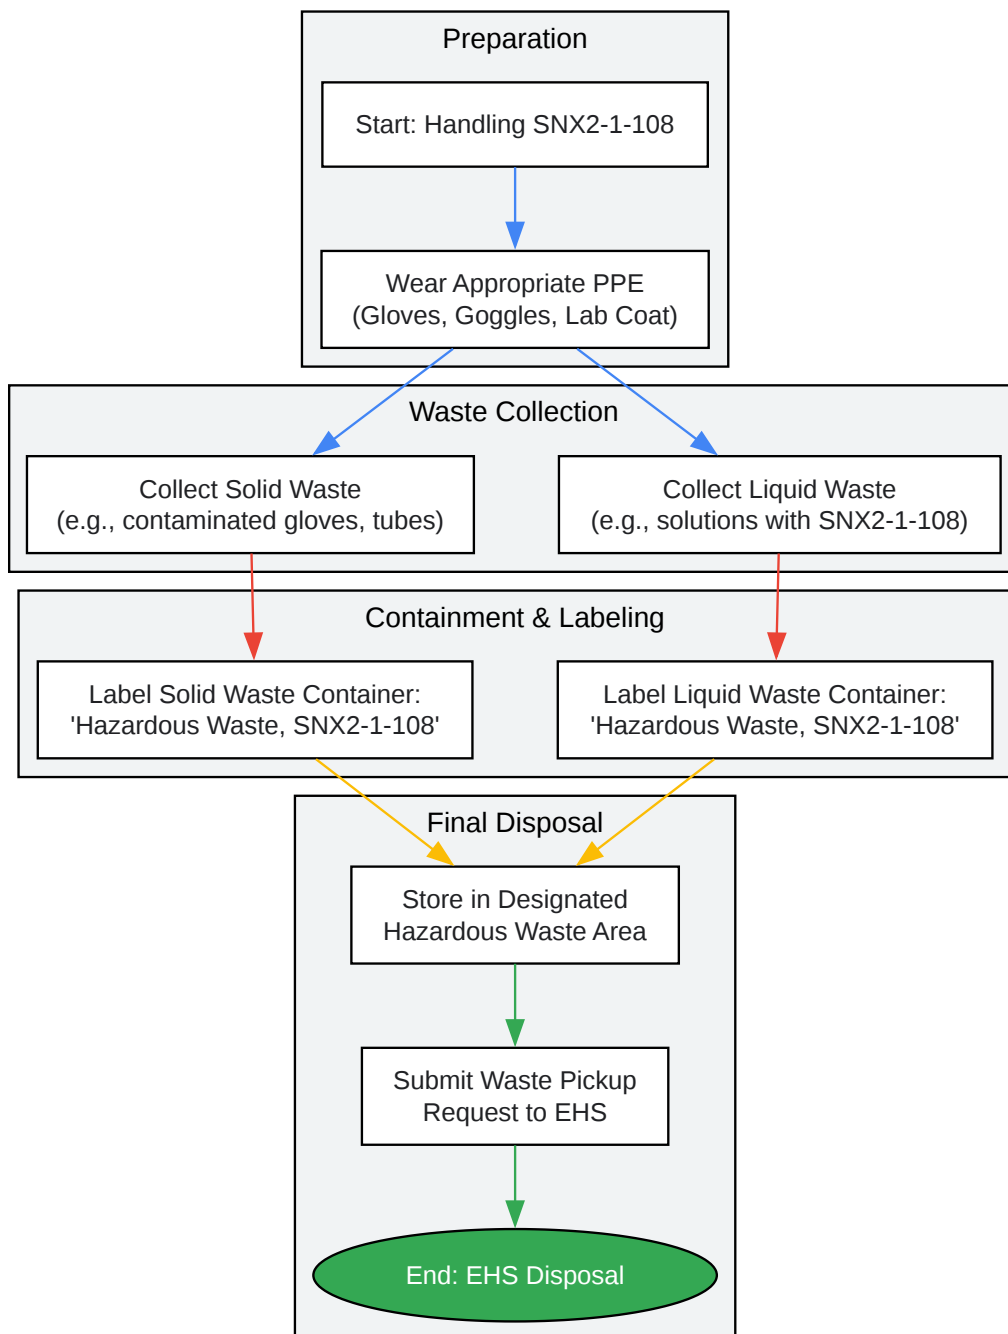 Preparation
Start: Handling SNX2-1-108
Wear Appropriate PPE
(Gloves, Goggles, Lab Coat)
Waste Collection
Collect Solid Waste
(e.g., contaminated gloves, tubes)
Collect Liquid Waste
(e.g., solutions with SNX2-1-108)
Containment & Labeling
Label Solid Waste Container:
'Hazardous Waste, SNX2-1-108'
Label Liquid Waste Container:
'Hazardous Waste, SNX2-1-108'
Final Disposal
Store in Designated
Hazardous Waste Area
Submit Waste Pickup
Request to EHS
End: EHS Disposal